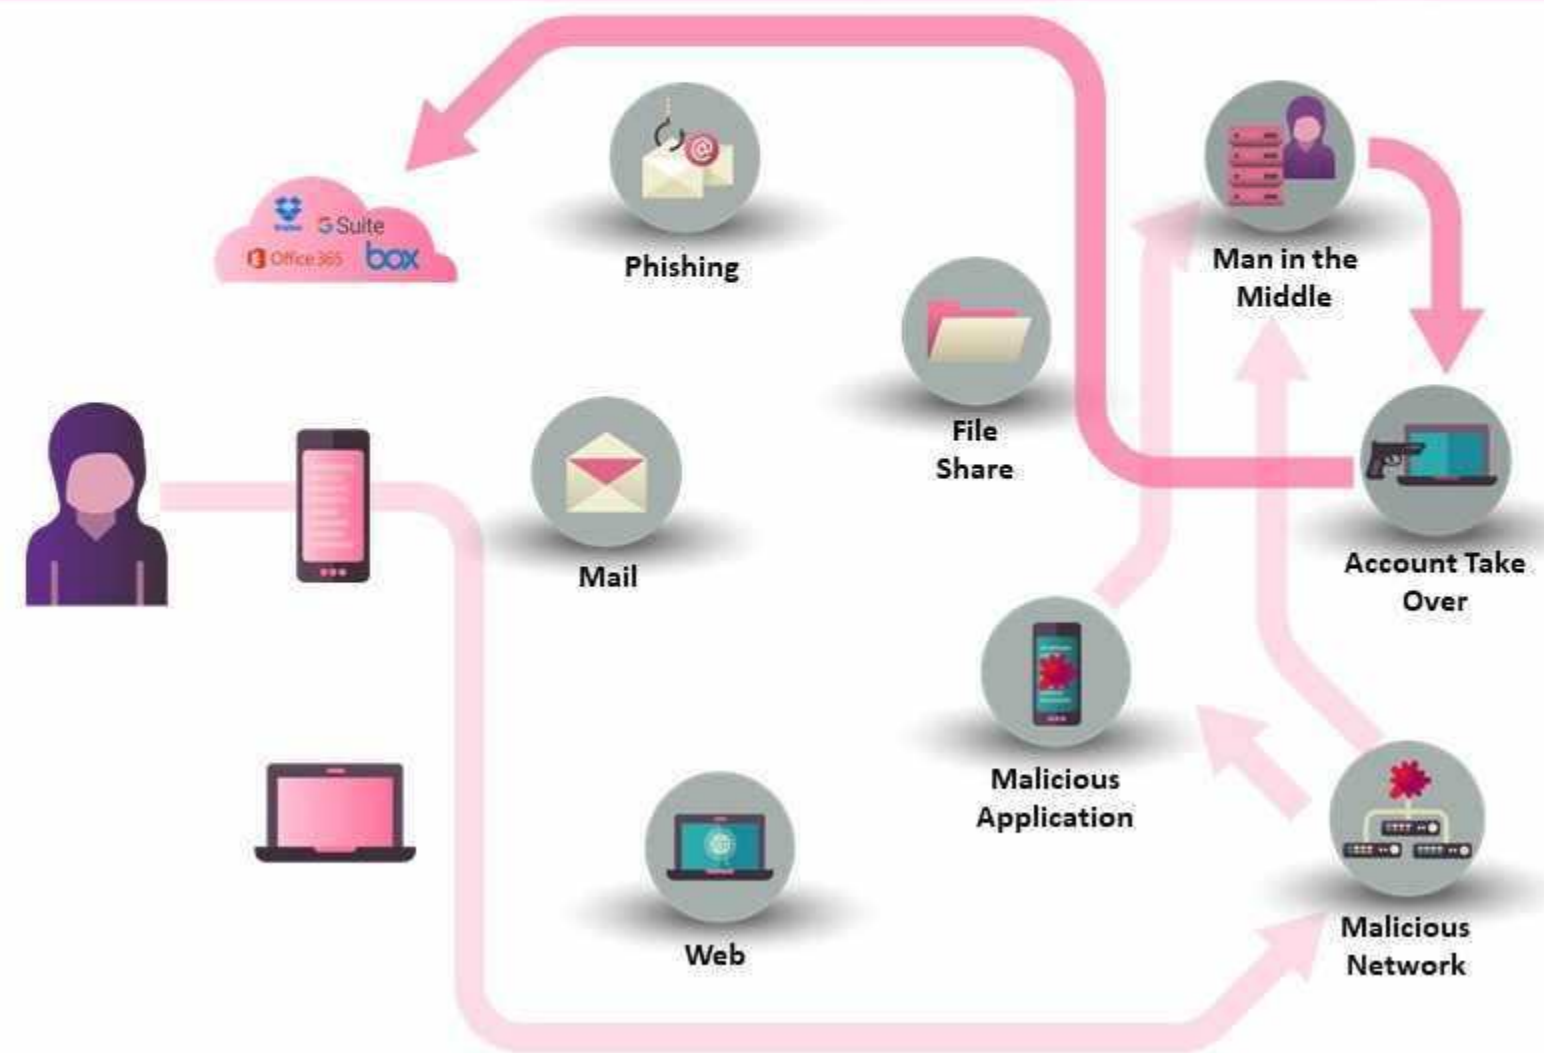 G Suite
Office 365
box
Phishing
Man in the
Middle
File
Share
Mail
Account Take
Over
Malicious
Application
Malicious
Network
Web